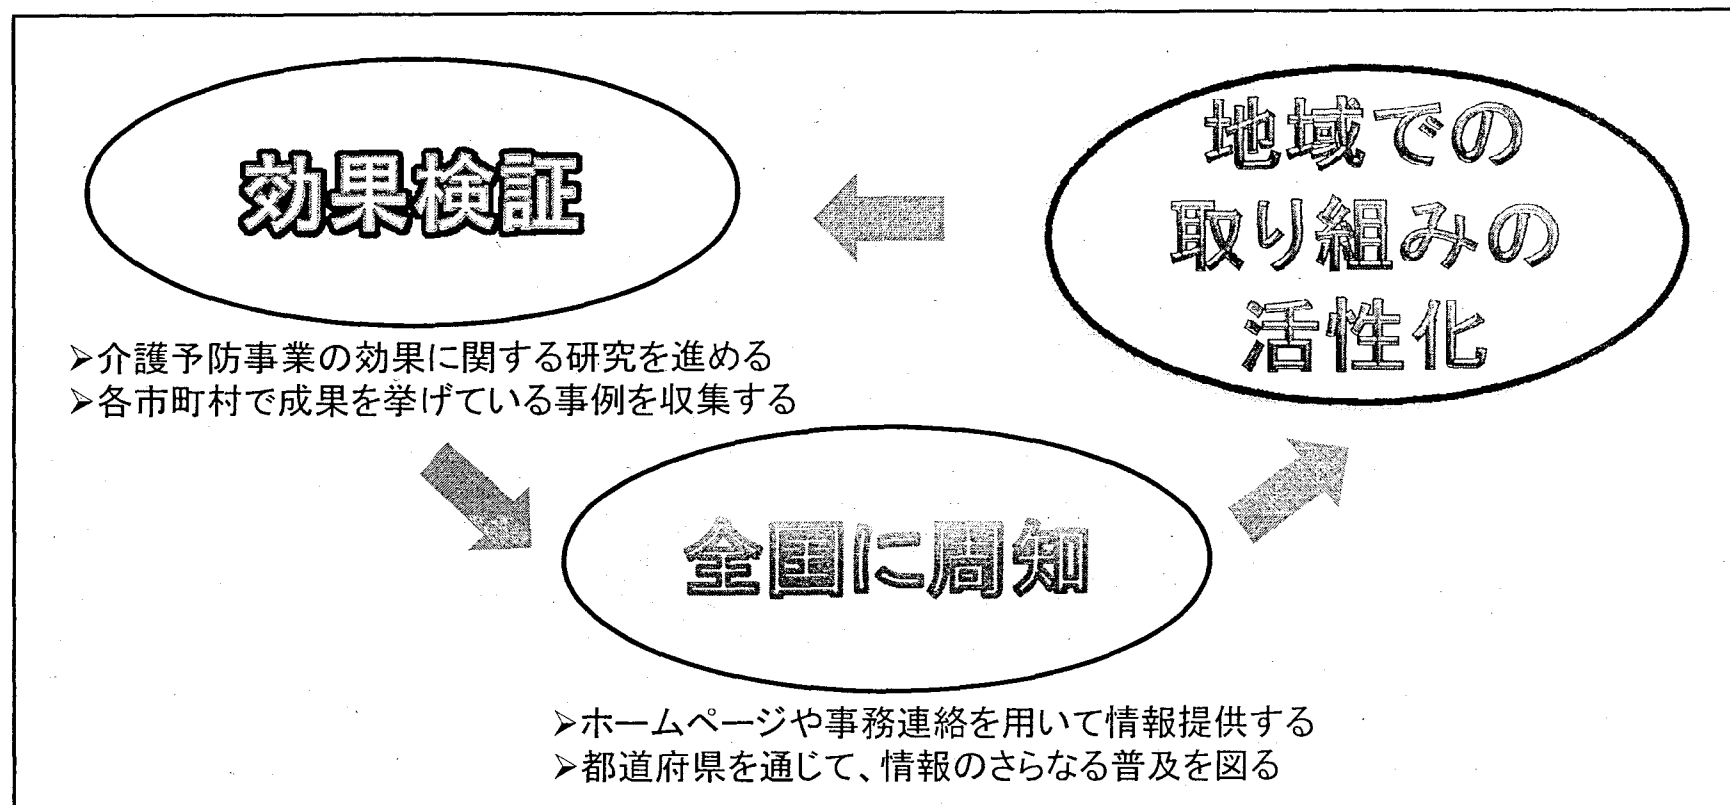 効果検証
➢介護予防事業の効果に関する研究を進める
➢各市町村で成果を挙げている事例を収集する
地域での
取り組みの
活性化
全国に周知
➢ホームページや事務連絡を用いて情報提供する
➢都道府県を通じて、情報のさらなる普及を図る